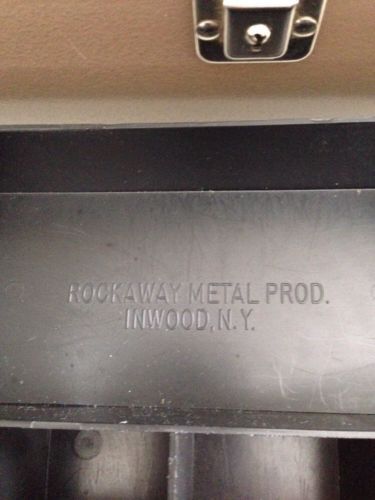 ROCKAWAY METAL PROD.
INWOOD, N.Y.